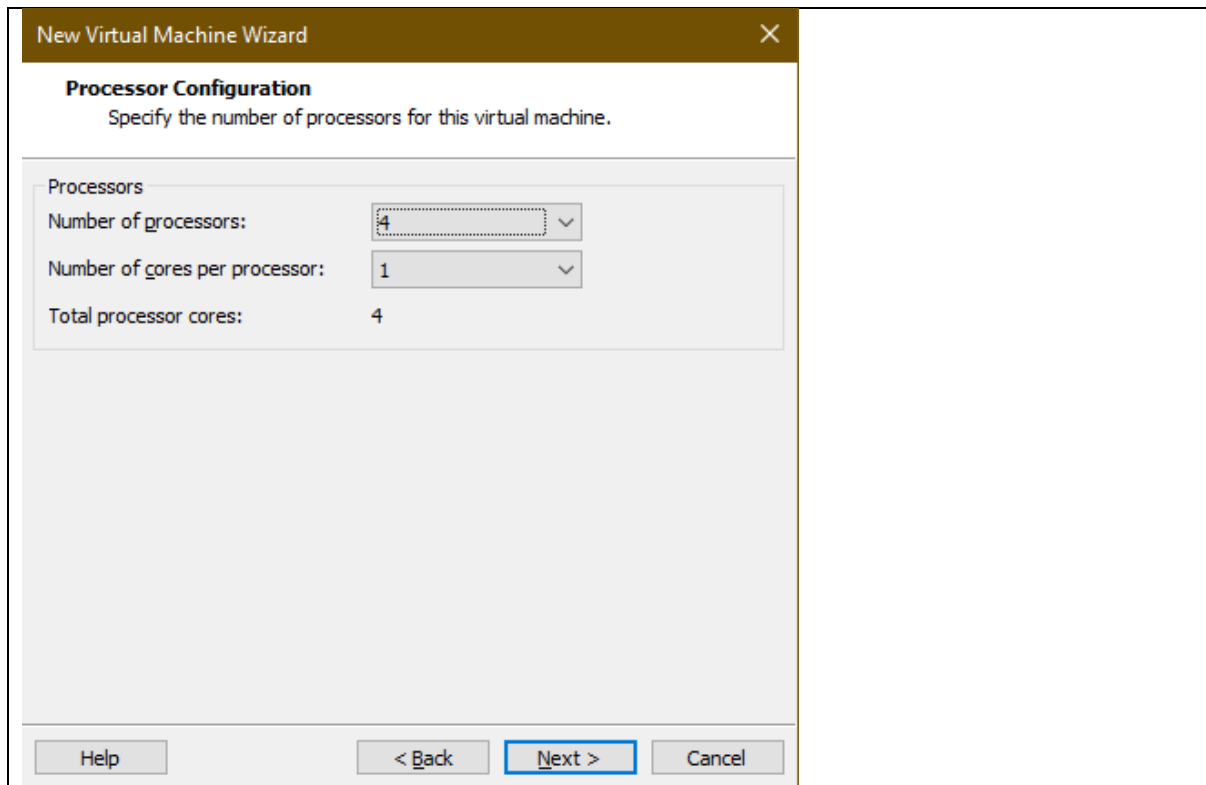 New Virtual Machine Wizard
Processor Configuration
Specify the number of processors for this virtual machine.
Processors
Number of processors: 4
Number of cores per processor: 1
Total processor cores: 4
Help < Back Next > Cancel